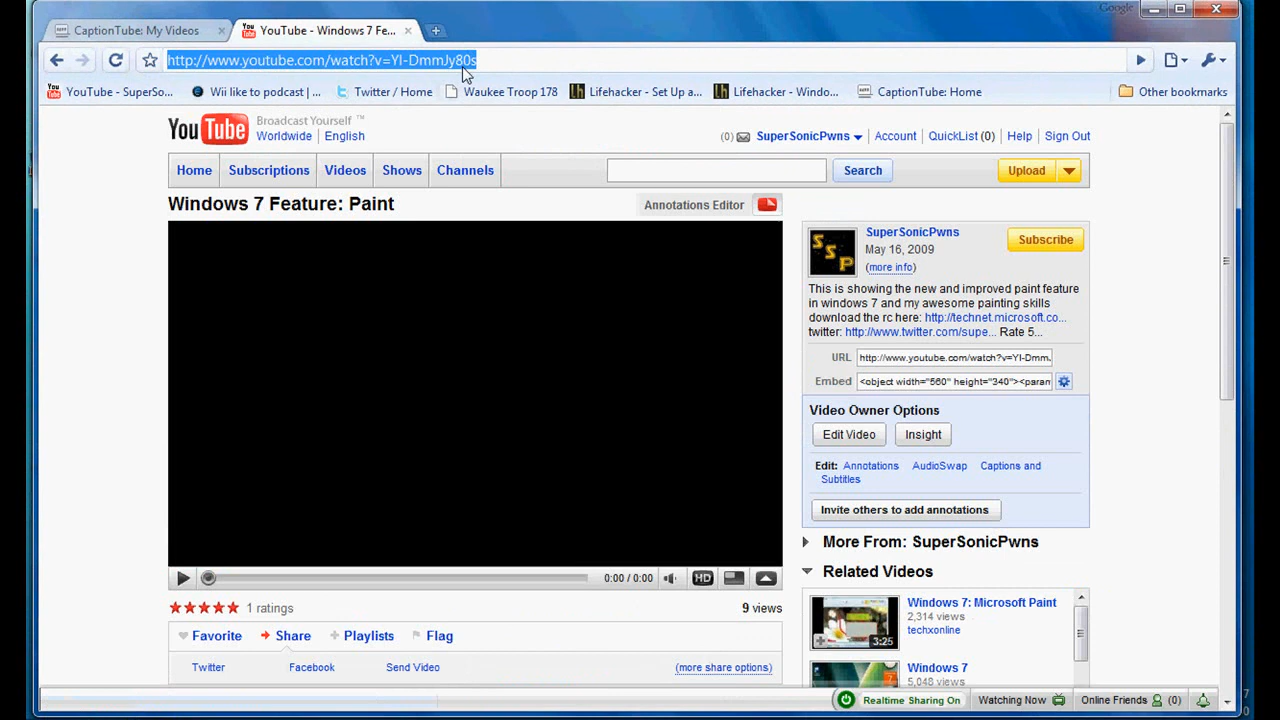 Google
CaptionTube: My Videos
YouTube - Windows 7 Fe...
http://www.youtube.com/watch?v=YI-DmmJy80s
YouTube - SuperSo...
Wii like to podcast | ...
Twitter / Home
Waukee Troop 178
Lifehacker - Set Up a...
Lifehacker - Windo...
CaptionTube: Home
Other bookmarks
YouTube
Broadcast Yourself ™
Worldwide
English
(0)
SuperSonicPwns
Account
QuickList (0)
Help
Sign Out
Home
Subscriptions
Videos
Shows
Channels
Search
Upload
Windows 7 Feature: Paint
Annotations Editor
SSP
SuperSonicPwns
May 16, 2009
(more info)
Subscribe
This is showing the new and improved paint feature
in windows 7 and my awesome painting skills
download the rc here: http://technet.microsoft.co...
twitter: http://www.twitter.com/supe... Rate 5...
URL
http://www.youtube.com/watch?v=YI-Dmm
Embed
<object width="560" height="340"><param
Video Owner Options
Edit Video
Insight
Edit: Annotations AudioSwap Captions and
Subtitles
Invite others to add annotations
More From: SuperSonicPwns
Related Videos
Windows 7: Microsoft Paint
2,314 views
techxonline
3:25
Windows 7
5,048 views
0:00 / 0:00
HD
1 ratings
9 views
Favorite
Share
Playlists
Flag
Twitter
Facebook
Send Video
(more share options)
Realtime Sharing On
Watching Now
Online Friends
(0)